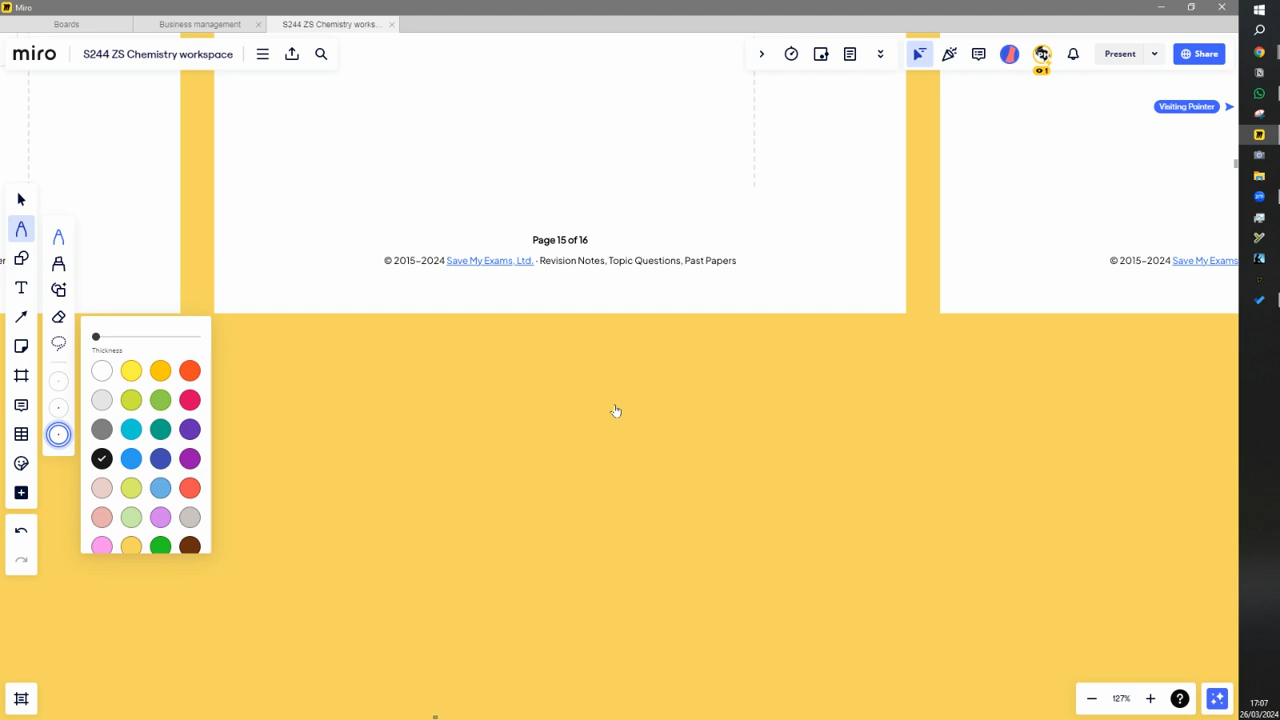 Miro
Boards
Business management
S244 ZS Chemistry works...
miro
S244 ZS Chemistry workspace
1
Present
Share
Visiting Pointer
Page 15 of 16
© 2015–2024 Save My Exams, Ltd. · Revision Notes, Topic Questions, Past Papers
© 2015–2024 Save My Exams
Thickness
127%
17:07
26/03/2024